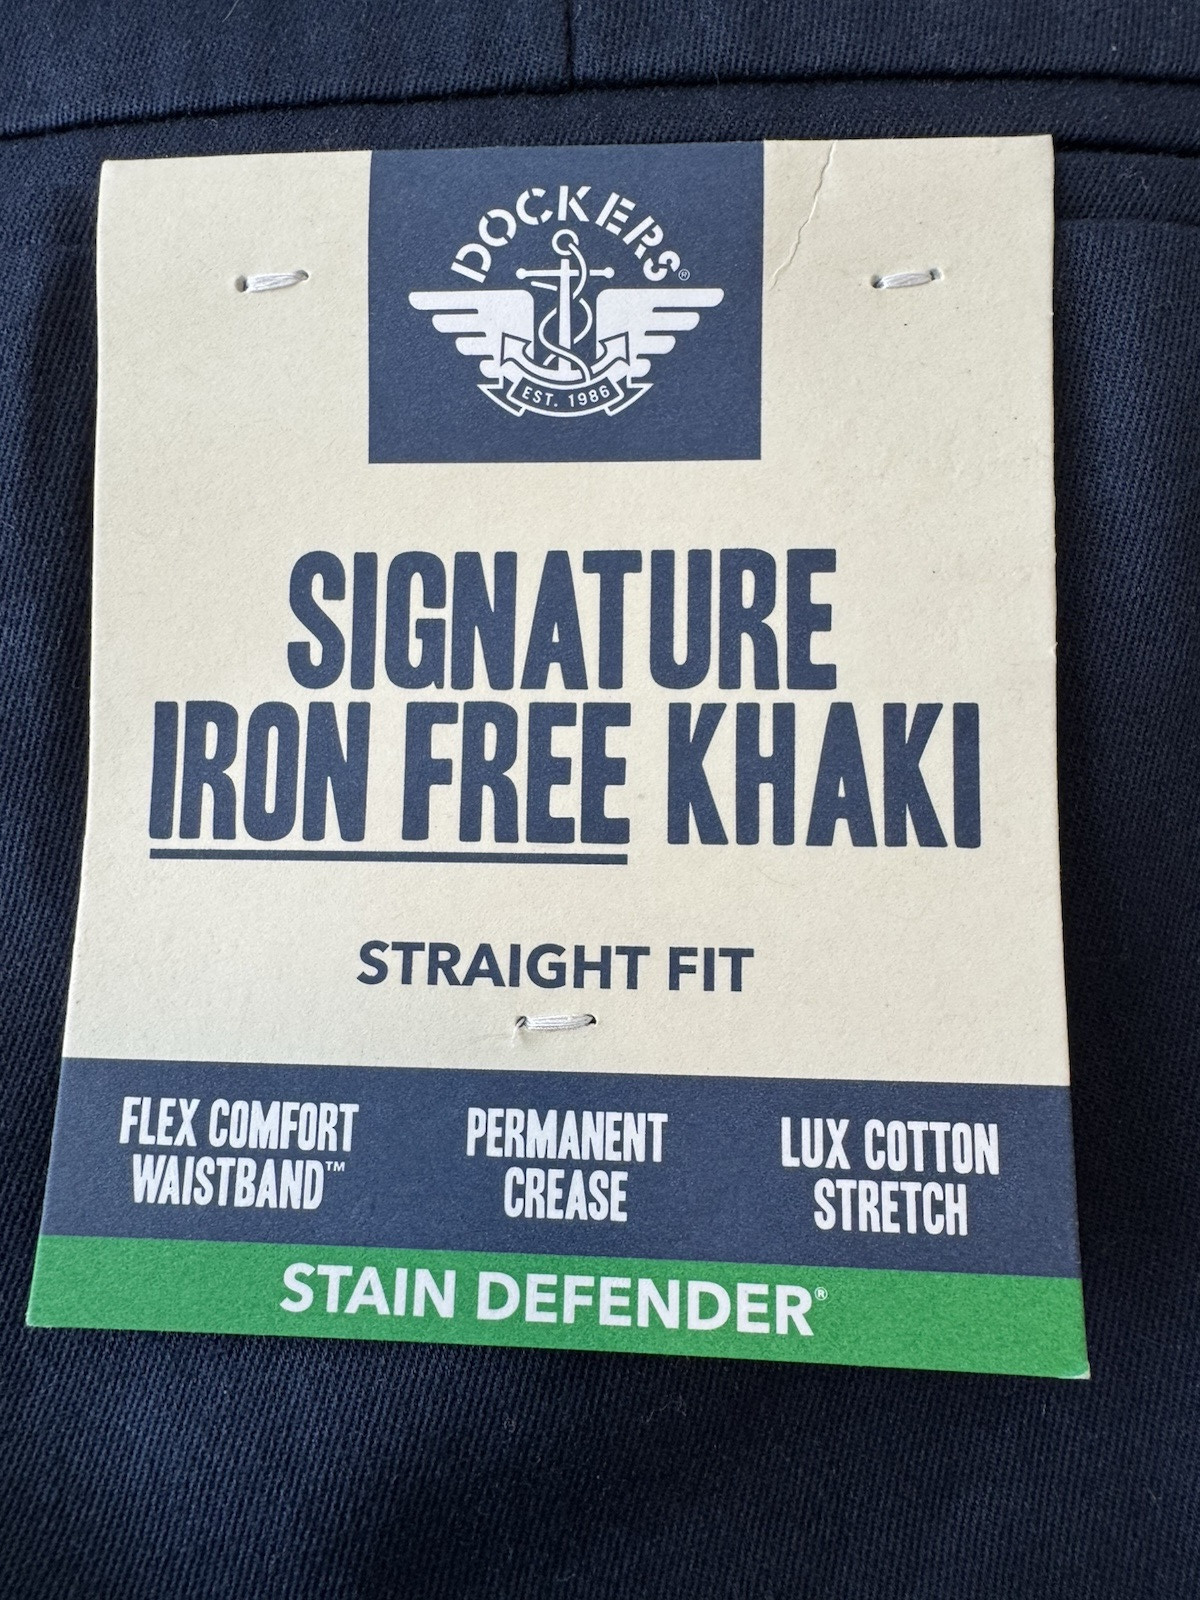 DOCKERS®
EST. 1986
SIGNATURE
IRON FREE KHAKI
STRAIGHT FIT
FLEX COMFORT
WAISTBAND™
PERMANENT
CREASE
LUX COTTON
STRETCH
STAIN DEFENDER®